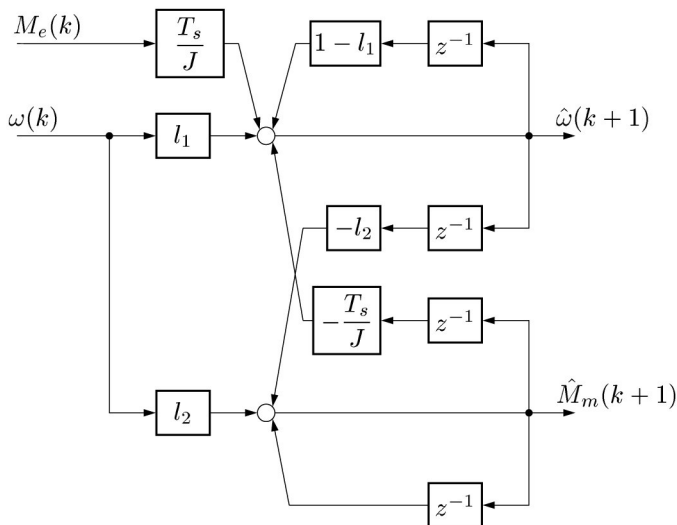 M_e(k)
T_s/J
1 − l_1
z^{-1}
ω(k)
l_1
ω̂(k + 1)
−l_2
z^{-1}
−T_s/J
z^{-1}
l_2
M̂_m(k + 1)
z^{-1}